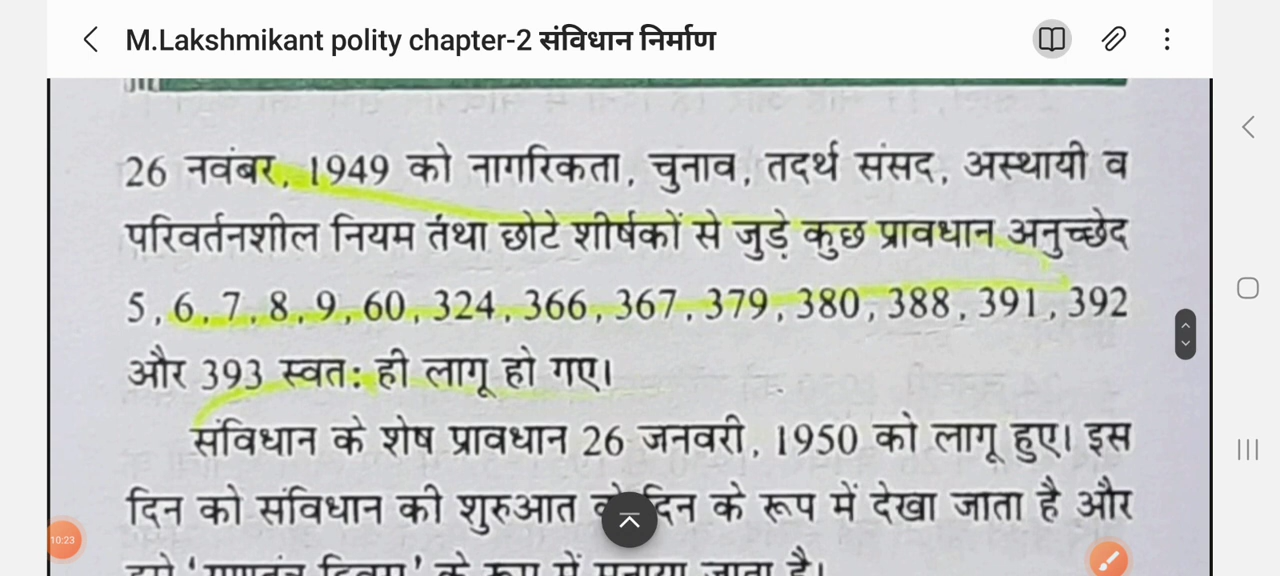 M.Lakshmikant polity chapter-2 संविधान निर्माण
26 नवंबर, 1949 को नागरिकता, चुनाव, तदर्थ संसद, अस्थायी व
परिवर्तनशील नियम तथा छोटे शीर्षकों से जुड़े कुछ प्रावधान अनुच्छेद
5, 6, 7, 8, 9, 60, 324, 366, 367, 379, 380, 388, 391, 392
और 393 स्वत: ही लागू हो गए।
संविधान के शेष प्रावधान 26 जनवरी, 1950 को लागू हुए। इस
दिन को संविधान की शुरुआत दिन के रूप में देखा जाता है और
10:23